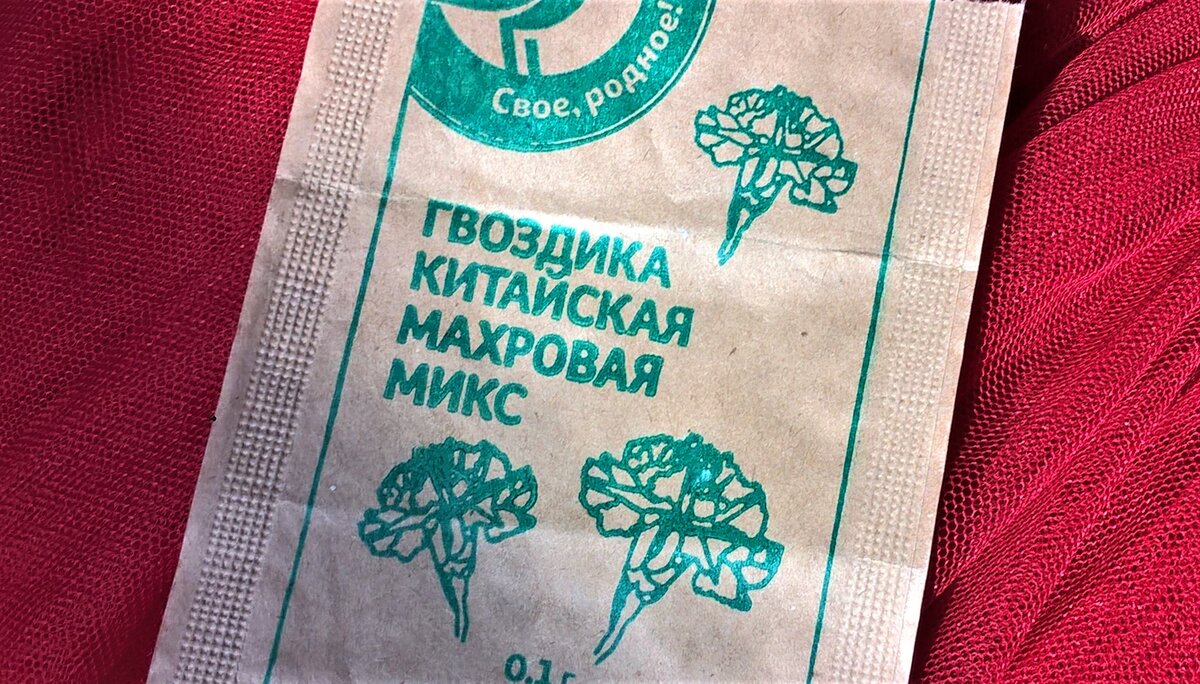 Свое, родное!
ГВОЗДИКА
КИТАЙСКАЯ
МАХРОВАЯ
МИКС
0,1 г